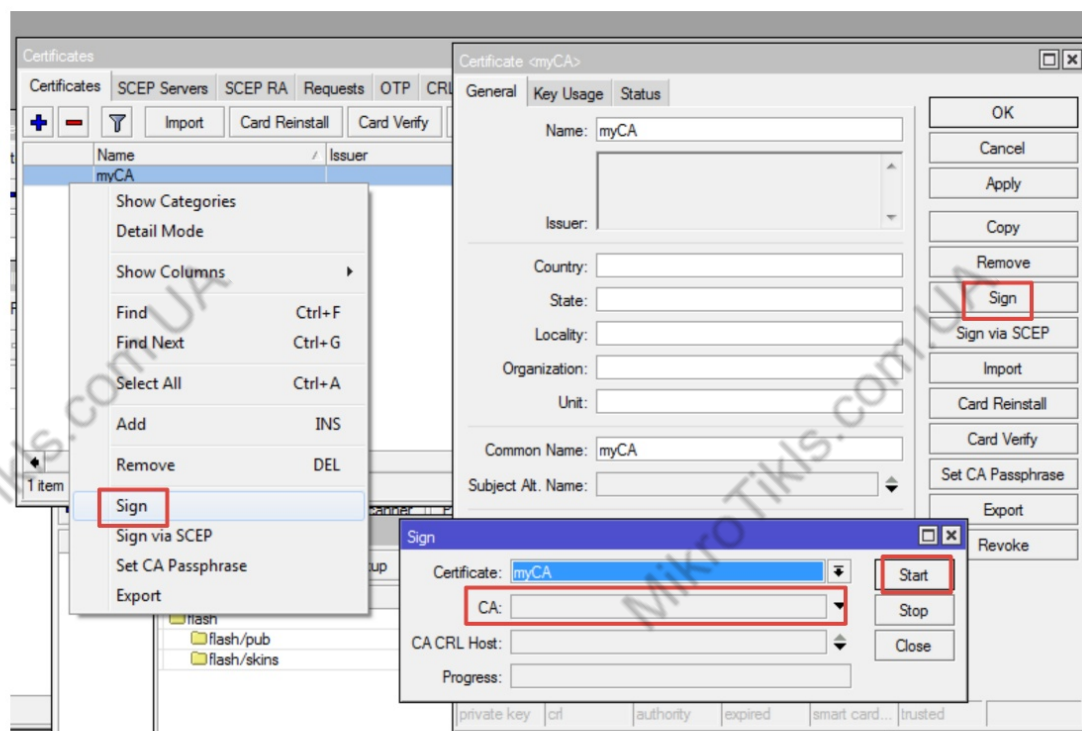 Certificates
Certificates SCEP Servers SCEP RA Requests OTP CRL
Import Card Reinstall Card Verify
Name / Issuer
myCA
Show Categories
Detail Mode
Show Columns
Find Ctrl+F
Find Next Ctrl+G
Select All Ctrl+A
Add INS
Remove DEL
Sign
Sign via SCEP
Set CA Passphrase
Export
1 item
flash
flash/pub
flash/skins
Certificate <myCA>
General Key Usage Status
Name: myCA
Issuer:
Country:
State:
Locality:
Organization:
Unit:
Common Name: myCA
Subject Alt. Name:
OK
Cancel
Apply
Copy
Remove
Sign
Sign via SCEP
Import
Card Reinstall
Card Verify
Set CA Passphrase
Export
Revoke
Sign
Certificate: myCA
CA:
CA CRL Host:
Progress:
Start
Stop
Close
private key crl authority expired smart card... trusted
MikroTikls.com.UA